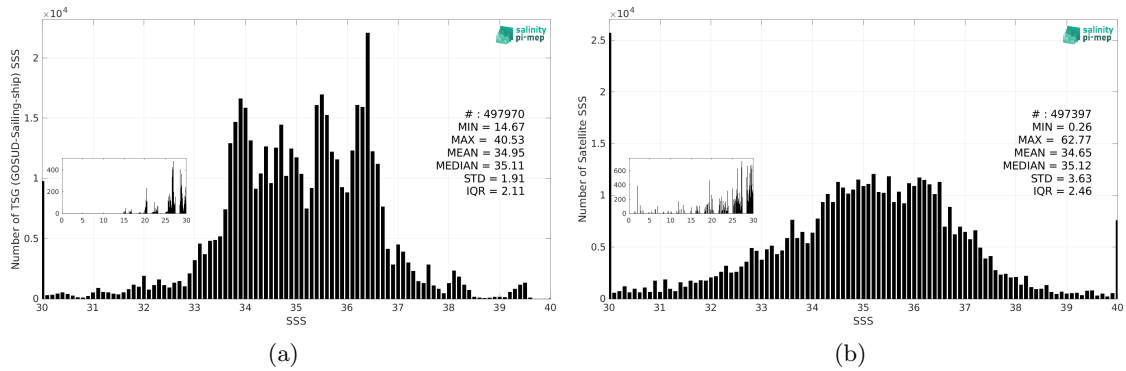 ×10⁴
salinity
pi-mep
Number of TSG (GOSUD-Sailing-ship) SSS
2
1.5
1
0.5
0
# : 497970
MIN = 14.67
MAX = 40.53
MEAN = 34.95
MEDIAN = 35.11
STD = 1.91
IQR = 2.11
400
200
0
0 5 10 15 20 25 30
30 31 32 33 34 35 36 37 38 39 40
SSS
(a)
×10⁴
salinity
pi-mep
Number of Satellite SSS
2.5
2
1.5
1
0.5
0
# : 497397
MIN = 0.26
MAX = 62.77
MEAN = 34.65
MEDIAN = 35.12
STD = 3.63
IQR = 2.46
600
400
200
0
0 5 10 15 20 25 30
30 31 32 33 34 35 36 37 38 39 40
SSS
(b)